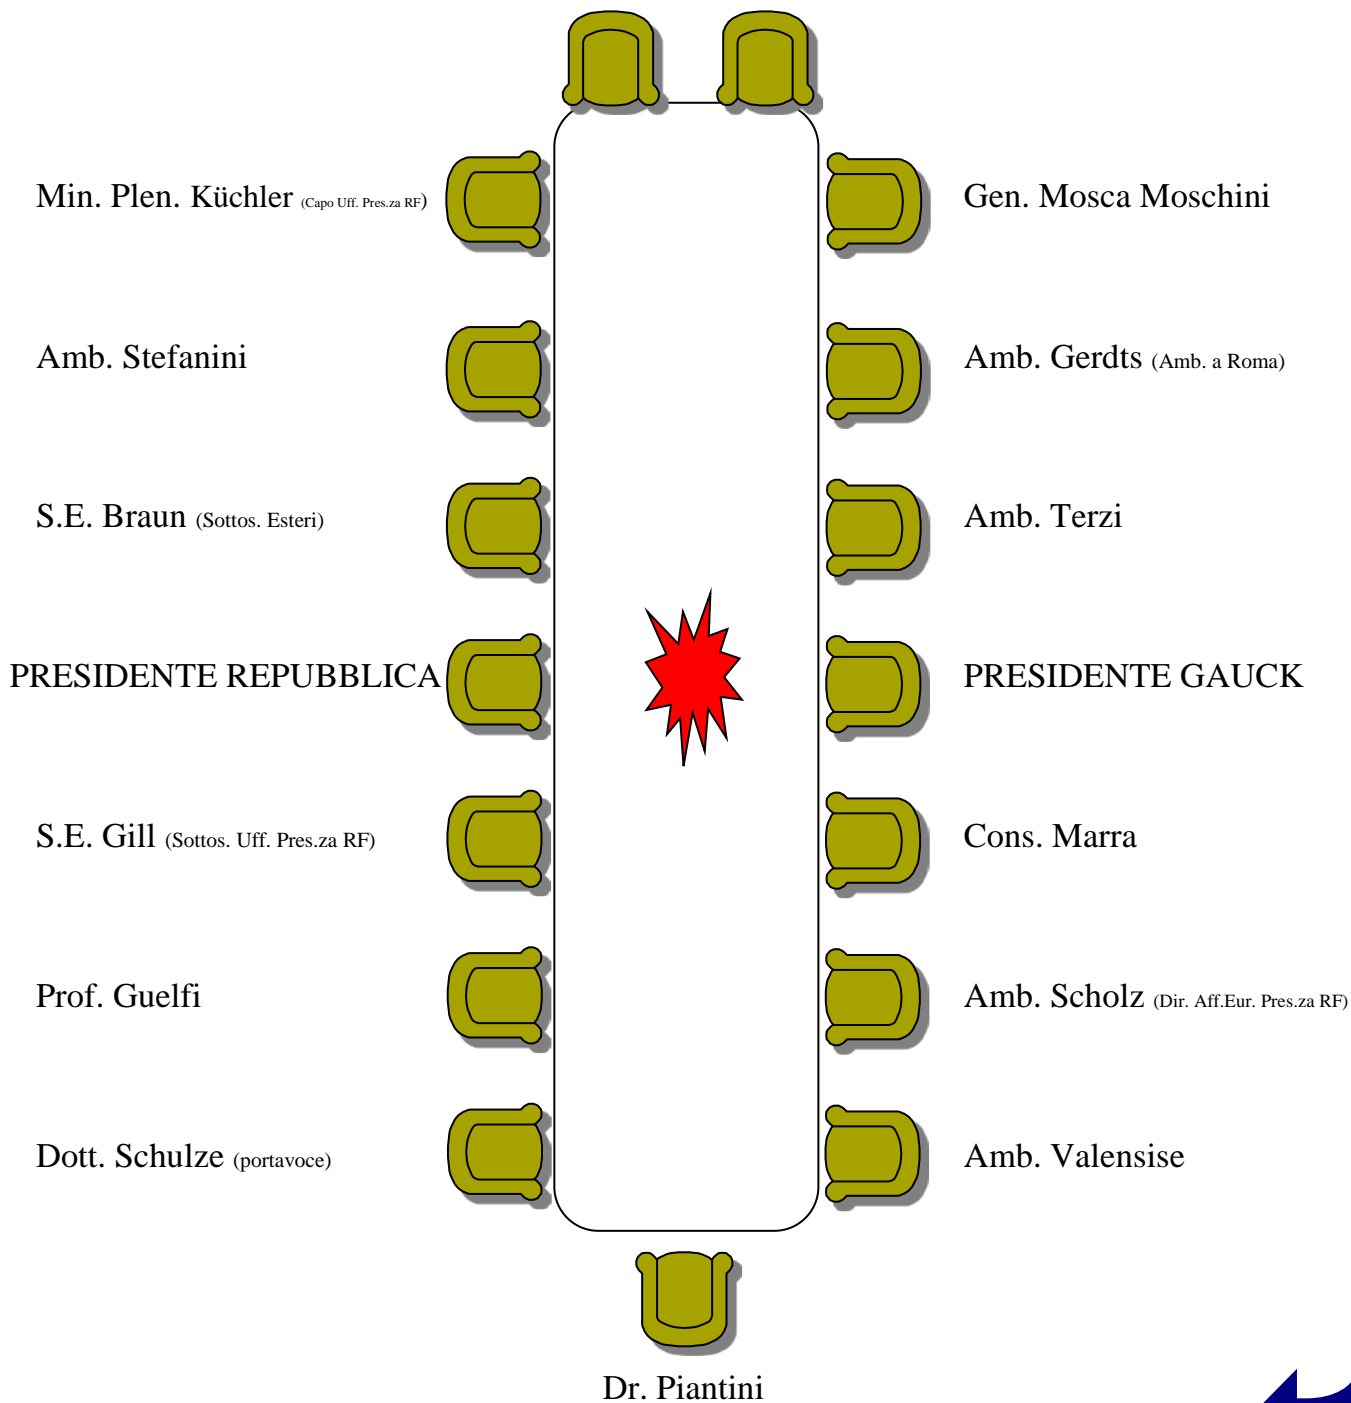 Min. Plen. Küchler (Capo Uff. Pres.za RF)
Gen. Mosca Moschini
Amb. Stefanini
Amb. Gerdts (Amb. a Roma)
S.E. Braun (Sottos. Esteri)
Amb. Terzi
PRESIDENTE REPUBBLICA
PRESIDENTE GAUCK
S.E. Gill (Sottos. Uff. Pres.za RF)
Cons. Marra
Prof. Guelfi
Amb. Scholz (Dir. Aff.Eur. Pres.za RF)
Dott. Schulze (portavoce)
Amb. Valensise
Dr. Piantini